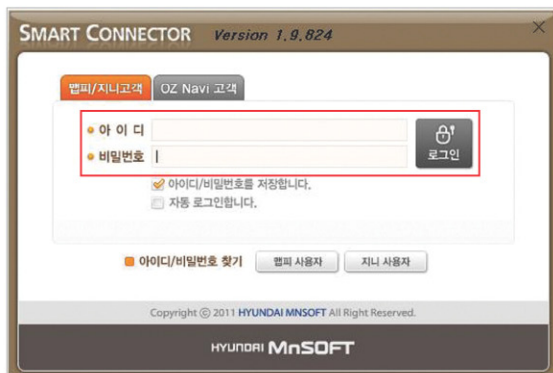 SMART CONNECTOR Version 1.9.824
맵피/지니고객 OZ Navi 고객
아 이 디
비밀번호
로그인
아이디/비밀번호를 저장합니다.
자동 로그인합니다.
아이디/비밀번호 찾기 맵피 사용자 지니 사용자
Copyright ⓒ 2011 HYUNDAI MNSOFT All Right Reserved.
HYUNDAI MNSOFT